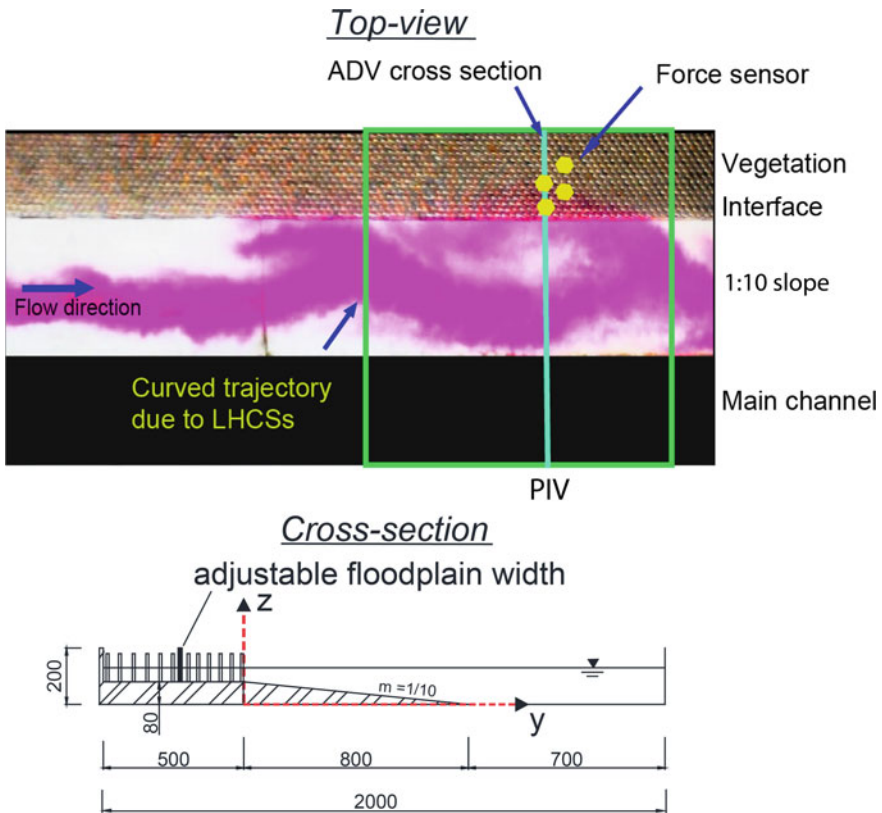 Top-view
ADV cross section
Force sensor
Vegetation
Interface
1:10 slope
Flow direction
Curved trajectory
due to LHCSs
Main channel
PIV
Cross-section
adjustable floodplain width
z
200
80
m =1/10
y
500
800
700
2000